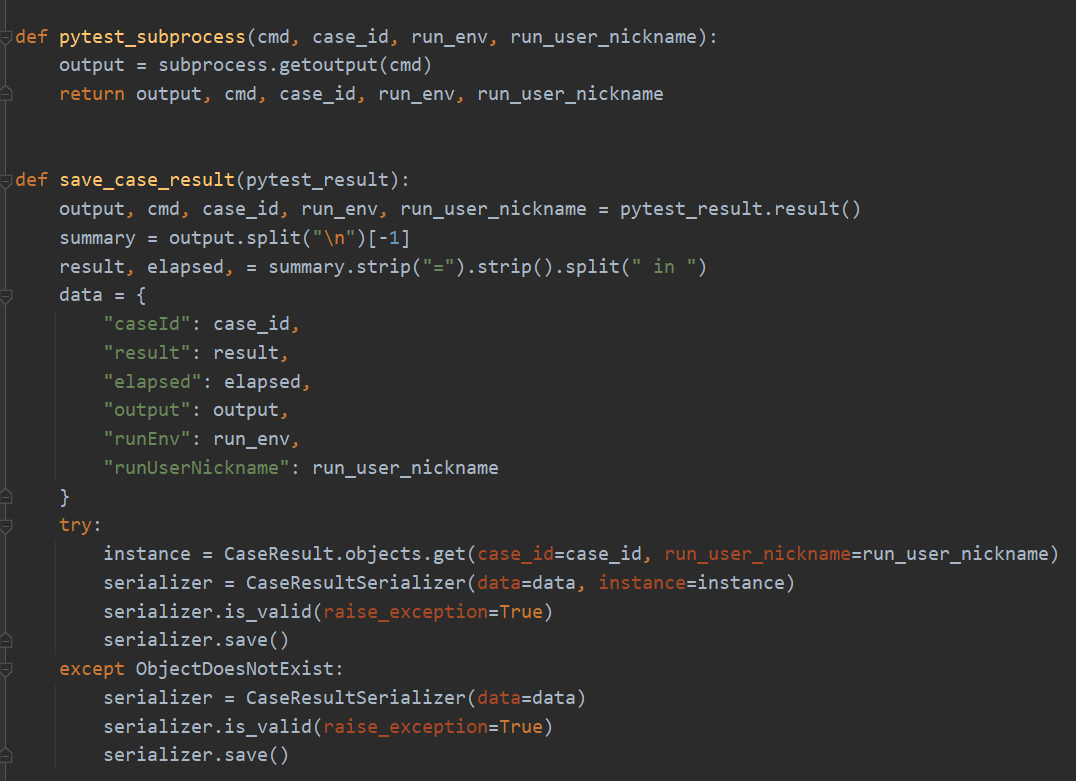 def pytest_subprocess(cmd, case_id, run_env, run_user_nickname):
    output = subprocess.getoutput(cmd)
    return output, cmd, case_id, run_env, run_user_nickname


def save_case_result(pytest_result):
    output, cmd, case_id, run_env, run_user_nickname = pytest_result.result()
    summary = output.split("\n")[-1]
    result, elapsed, = summary.strip("=").strip().split(" in ")
    data = {
        "caseId": case_id,
        "result": result,
        "elapsed": elapsed,
        "output": output,
        "runEnv": run_env,
        "runUserNickname": run_user_nickname
    }
    try:
        instance = CaseResult.objects.get(case_id=case_id, run_user_nickname=run_user_nickname)
        serializer = CaseResultSerializer(data=data, instance=instance)
        serializer.is_valid(raise_exception=True)
        serializer.save()
    except ObjectDoesNotExist:
        serializer = CaseResultSerializer(data=data)
        serializer.is_valid(raise_exception=True)
        serializer.save()